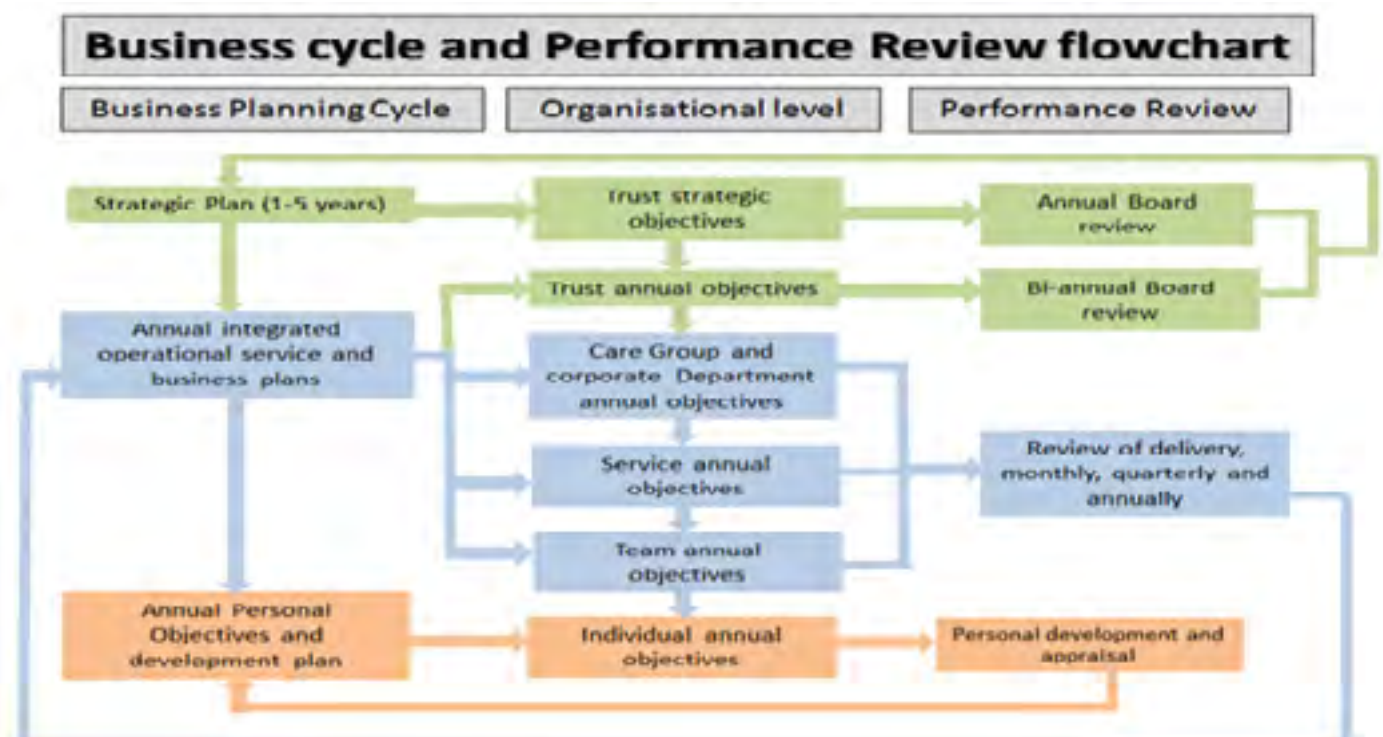 Business cycle and Performance Review flowchart
Business Planning Cycle
Organisational level
Performance Review
Strategic Plan (1-5 years)
Trust strategic
objectives
Annual Board
review
Trust annual objectives
Bi-annual Board
review
Annual integrated
operational service and
business plans
Care Group and
corporate Department
annual objectives
Service annual
objectives
Review of delivery,
monthly, quarterly and
annually
Team annual
objectives
Annual Personal
Objectives and
development plan
Individual annual
objectives
Personal development and
appraisal